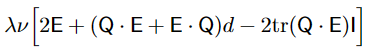 λν[2E + (Q · E + E · Q)d − 2tr(Q · E)I]